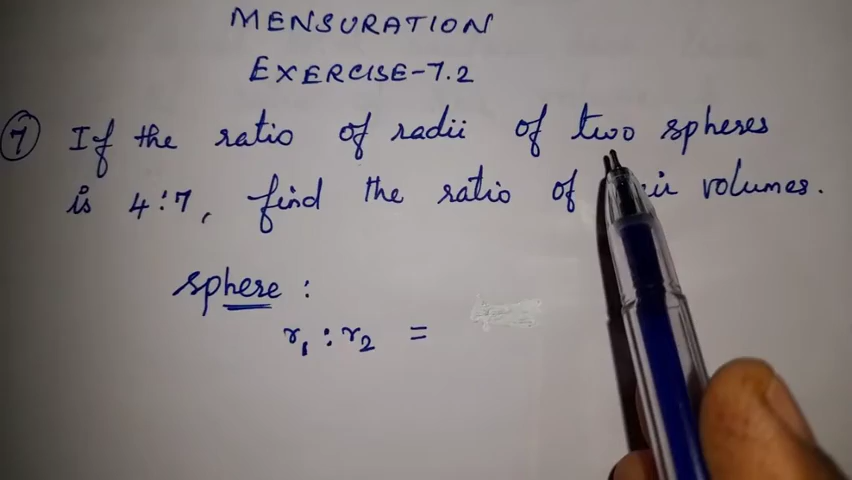 MENSURATION
EXERCISE-7.2
7 If the ratio of radii of two spheres
is 4:7, find the ratio of volumes.
sphere :
r₁ : r₂ =